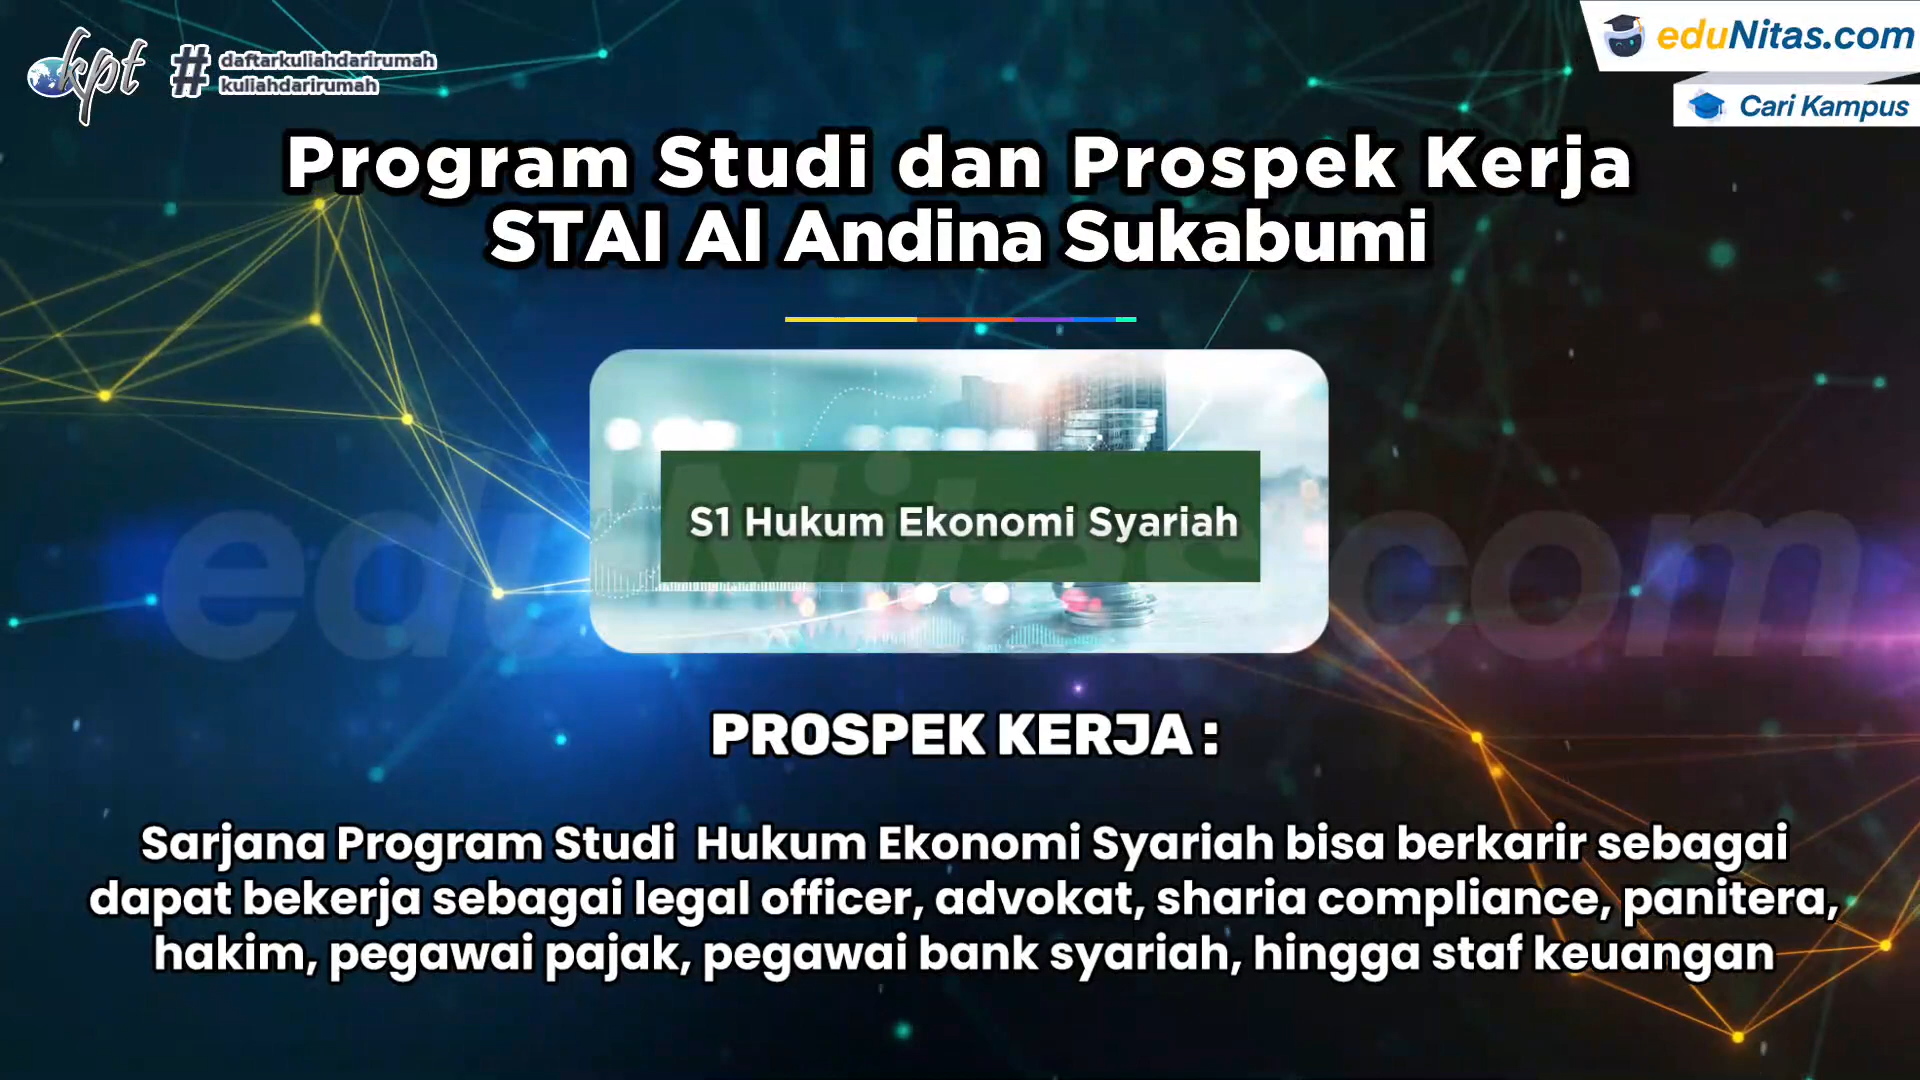 kpt
#
daftarkuliahdarirumah
kuliahdarirumah
eduNitas.com
Cari Kampus
Program Studi dan Prospek Kerja
STAI Al Andina Sukabumi
S1 Hukum Ekonomi Syariah
eduNitas.com
PROSPEK KERJA :
Sarjana Program Studi Hukum Ekonomi Syariah bisa berkarir sebagai
dapat bekerja sebagai legal officer, advokat, sharia compliance, panitera,
hakim, pegawai pajak, pegawai bank syariah, hingga staf keuangan